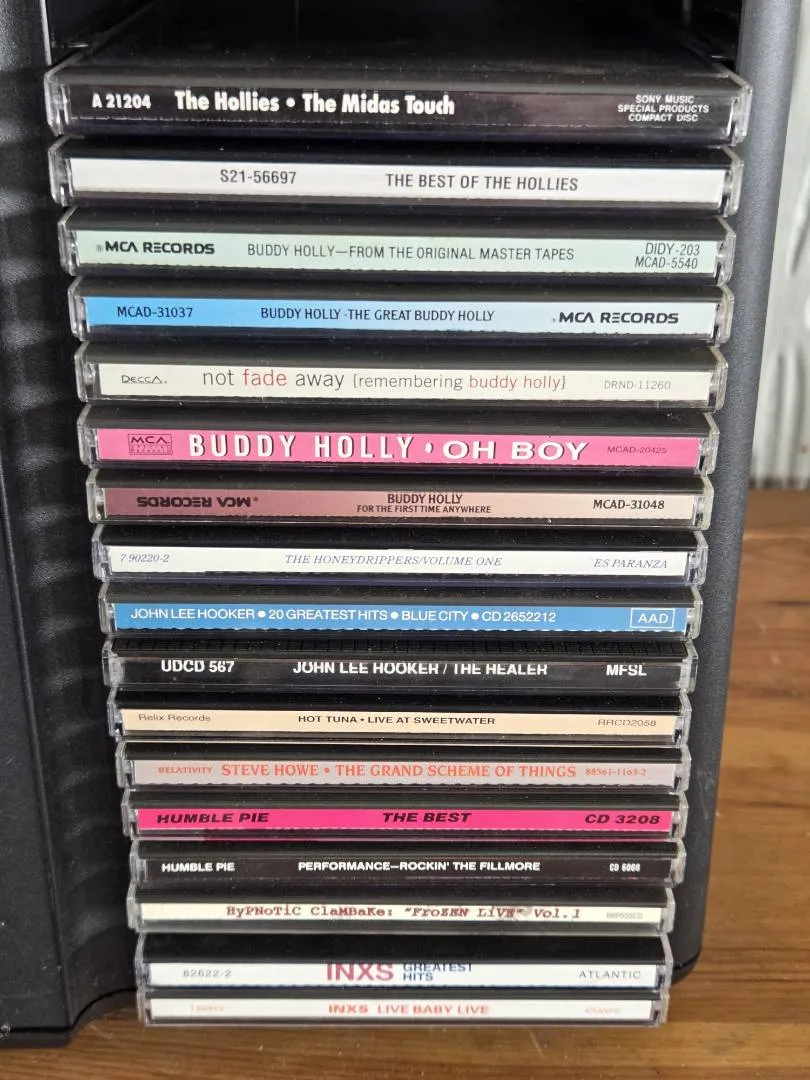 A 21204 The Hollies • The Midas Touch SONY MUSIC
SPECIAL PRODUCTS
COMPACT DISC
S21-56697 THE BEST OF THE HOLLIES
MCA RECORDS BUDDY HOLLY—FROM THE ORIGINAL MASTER TAPES DIDY-203
MCAD-5540
MCAD-31037 BUDDY HOLLY - THE GREAT BUDDY HOLLY MCA RECORDS
DECCA. not fade away {remembering buddy holly} DRND-11260
MCA BUDDY HOLLY • OH BOY MCAD-20425
MCA RECORDS BUDDY HOLLY MCAD-31048
FOR THE FIRST TIME ANYWHERE
7 90220-2 THE HONEYDRIPPERS/VOLUME ONE ES PARANZA
JOHN LEE HOOKER • 20 GREATEST HITS • BLUE CITY • CD 2652212 AAD
UDCD 567 JOHN LEE HOOKER / THE HEALER MFSL
Relix Records HOT TUNA • LIVE AT SWEETWATER RRCD2058
RELATIVITY STEVE HOWE • THE GRAND SCHEME OF THINGS 88561-1163-2
HUMBLE PIE THE BEST CD 3208
HUMBLE PIE PERFORMANCE—ROCKIN' THE FILLMORE CD 6008
HyPNoTiC ClaMBaKe: "FroZEN LiVE" Vol.1
82622-2 INXS GREATEST
HITS ATLANTIC
INXS LIVE BABY LIVE ATLANTIC